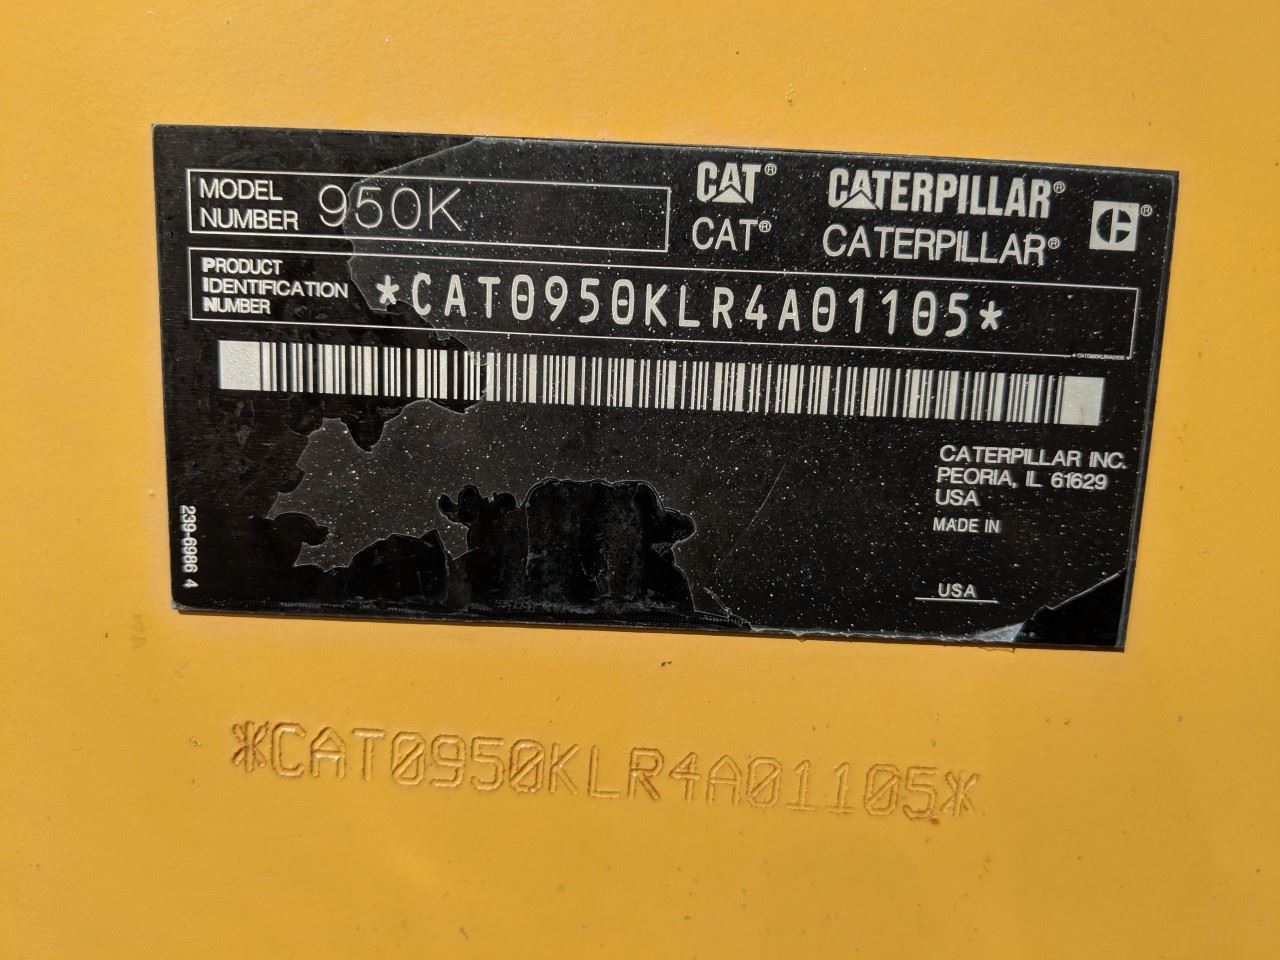 MODEL NUMBER 950K
CAT® CATERPILLAR®
CAT® CATERPILLAR®
PRODUCT
IDENTIFICATION
NUMBER
*CAT0950KLR4A01105*
*CAT0950KLR4A01105
CATERPILLAR INC.
PEORIA, IL 61629
USA
MADE IN
USA
239-6986 4
*CAT0950KLR4A01105*